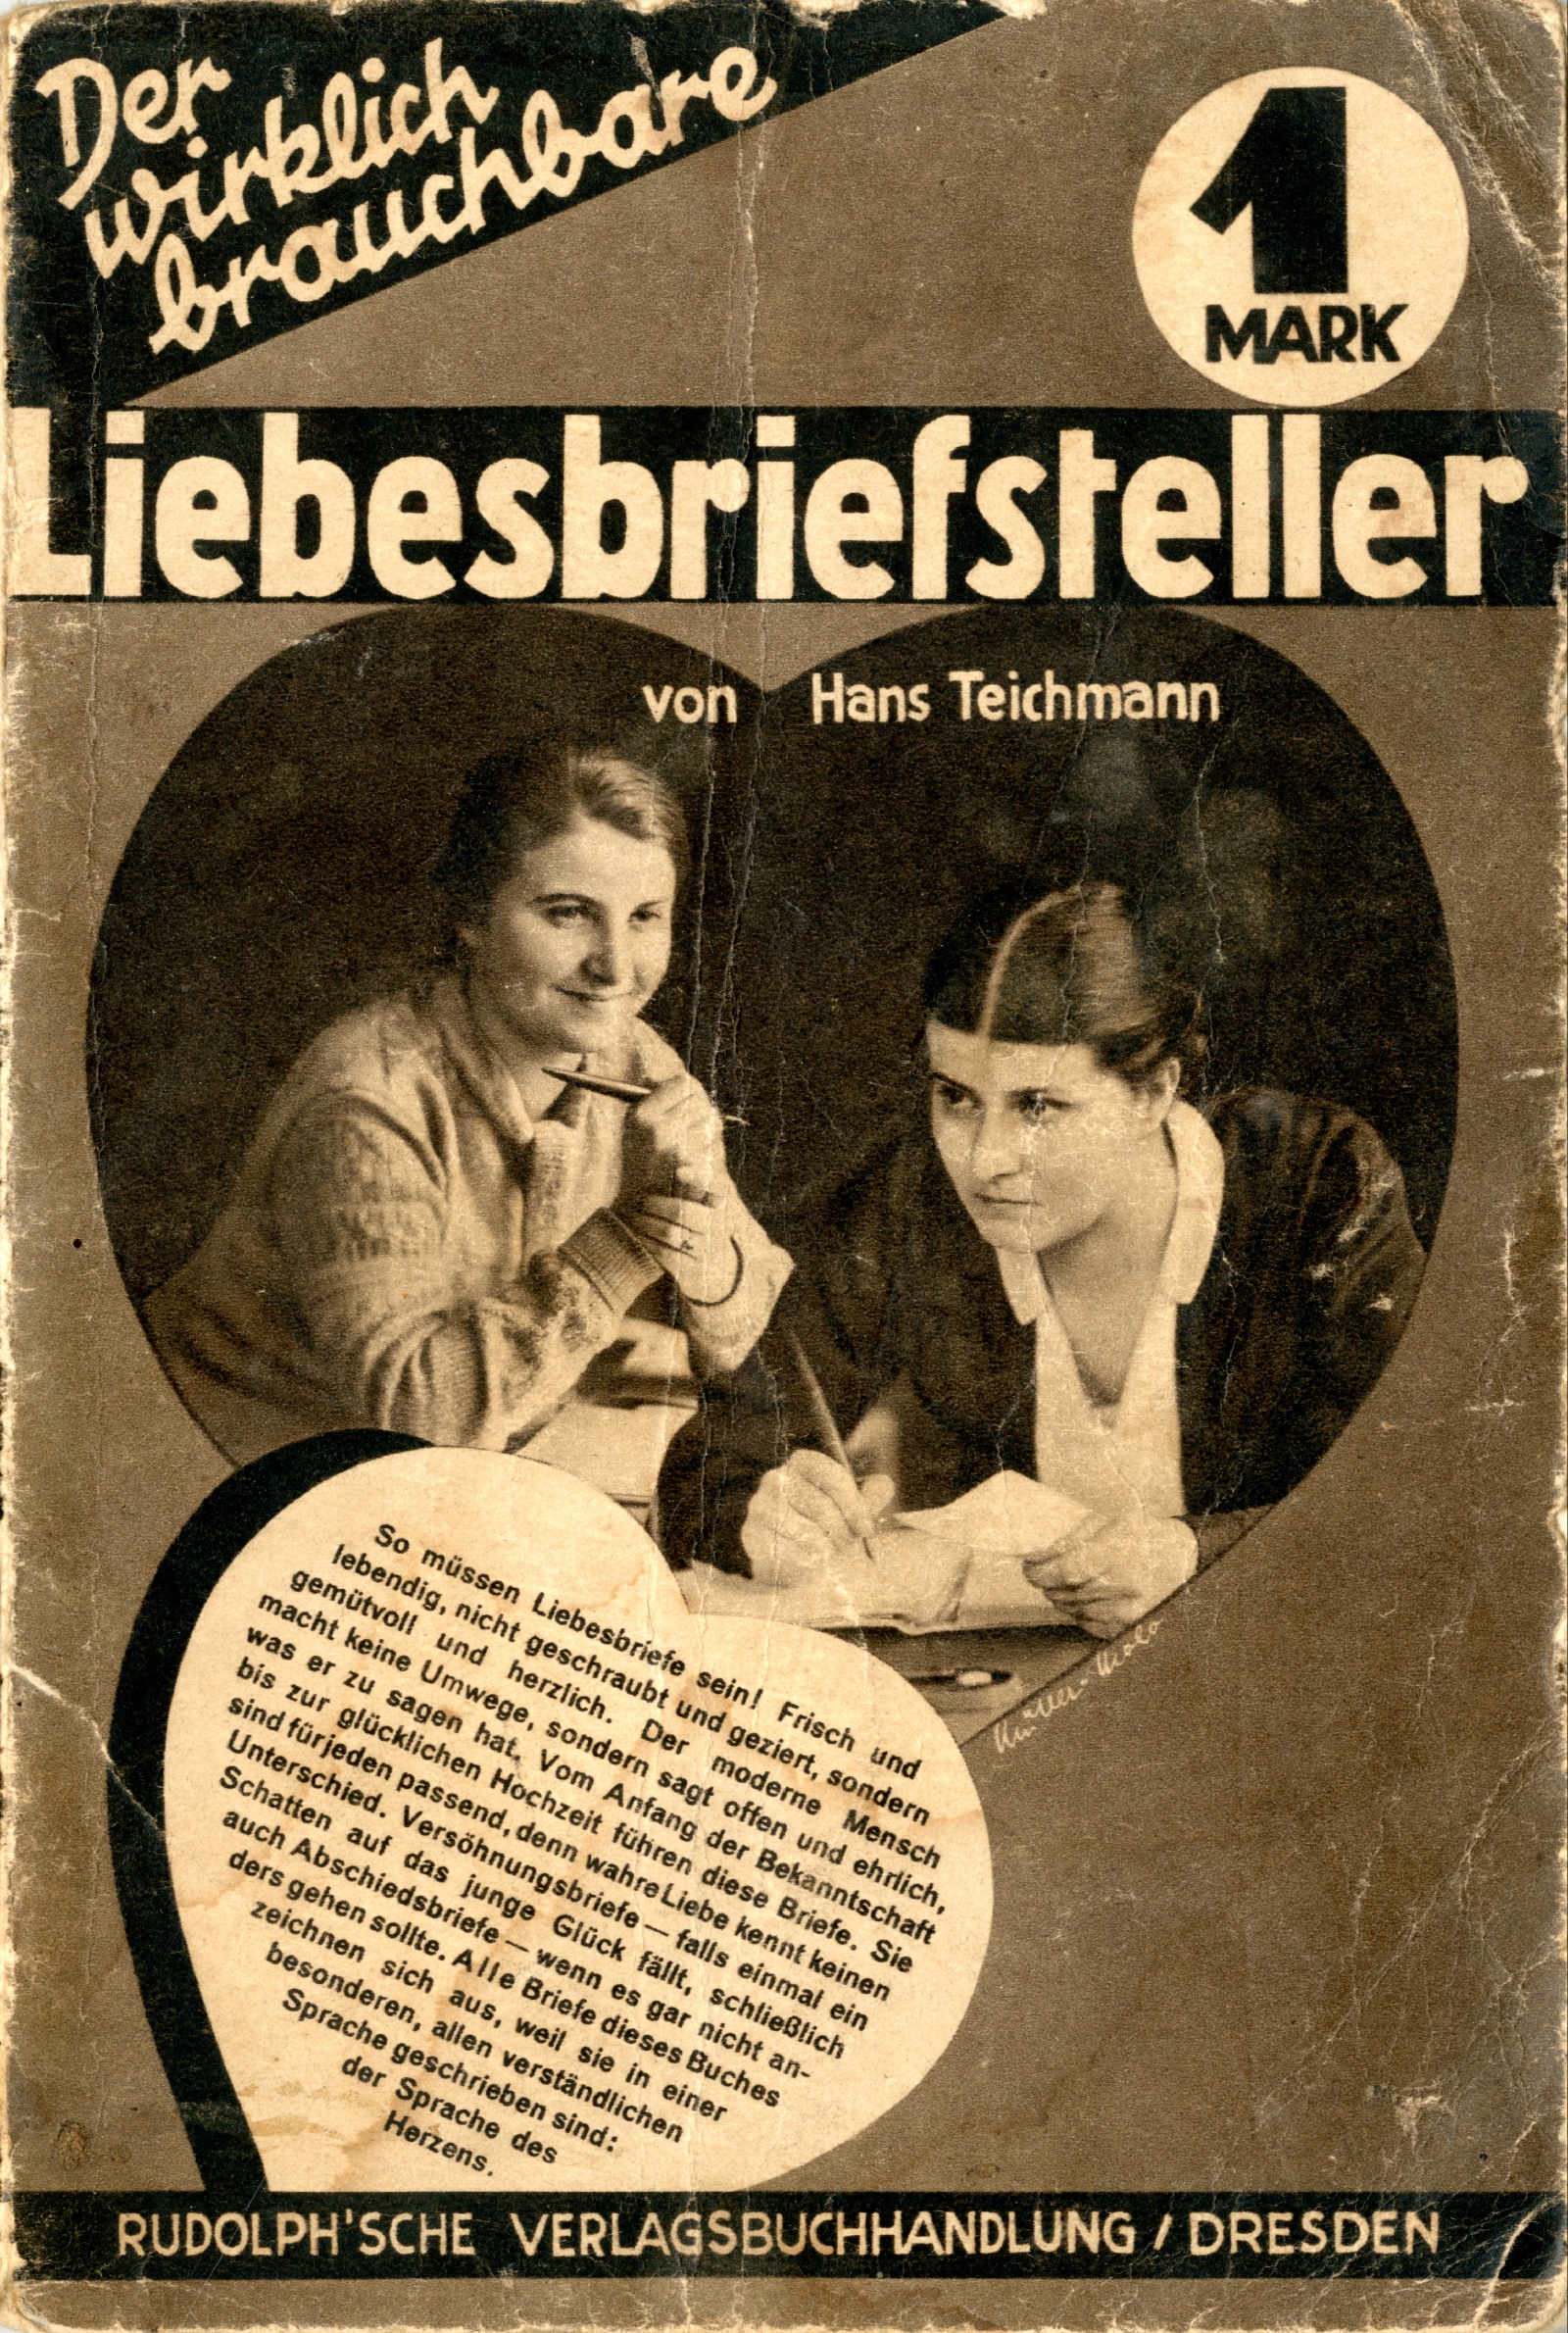 Der
wirklich
brauchbare
1
MARK
Liebesbriefsteller
von Hans Teichmann
So müssen Liebesbriefe sein! Frisch und
lebendig, nicht geschraubt und geziert, sondern
gemütvoll und herzlich. Der moderne Mensch
macht keine Umwege, sondern sagt offen und ehrlich,
was er zu sagen hat. Vom Anfang der Bekanntschaft
bis zur glücklichen Hochzeit führen diese Briefe. Sie
sind für jeden passend, denn wahre Liebe kennt keinen
Unterschied. Versöhnungsbriefe — falls einmal ein
Schatten auf das junge Glück fällt, schließlich
auch Abschiedsbriefe — wenn es gar nicht an-
ders gehen sollte. Alle Briefe dieses Buches
zeichnen sich aus, weil sie in einer
besonderen, allen verständlichen
Sprache geschrieben sind:
der Sprache des
Herzens.
RUDOLPH'SCHE VERLAGSBUCHHANDLUNG / DRESDEN